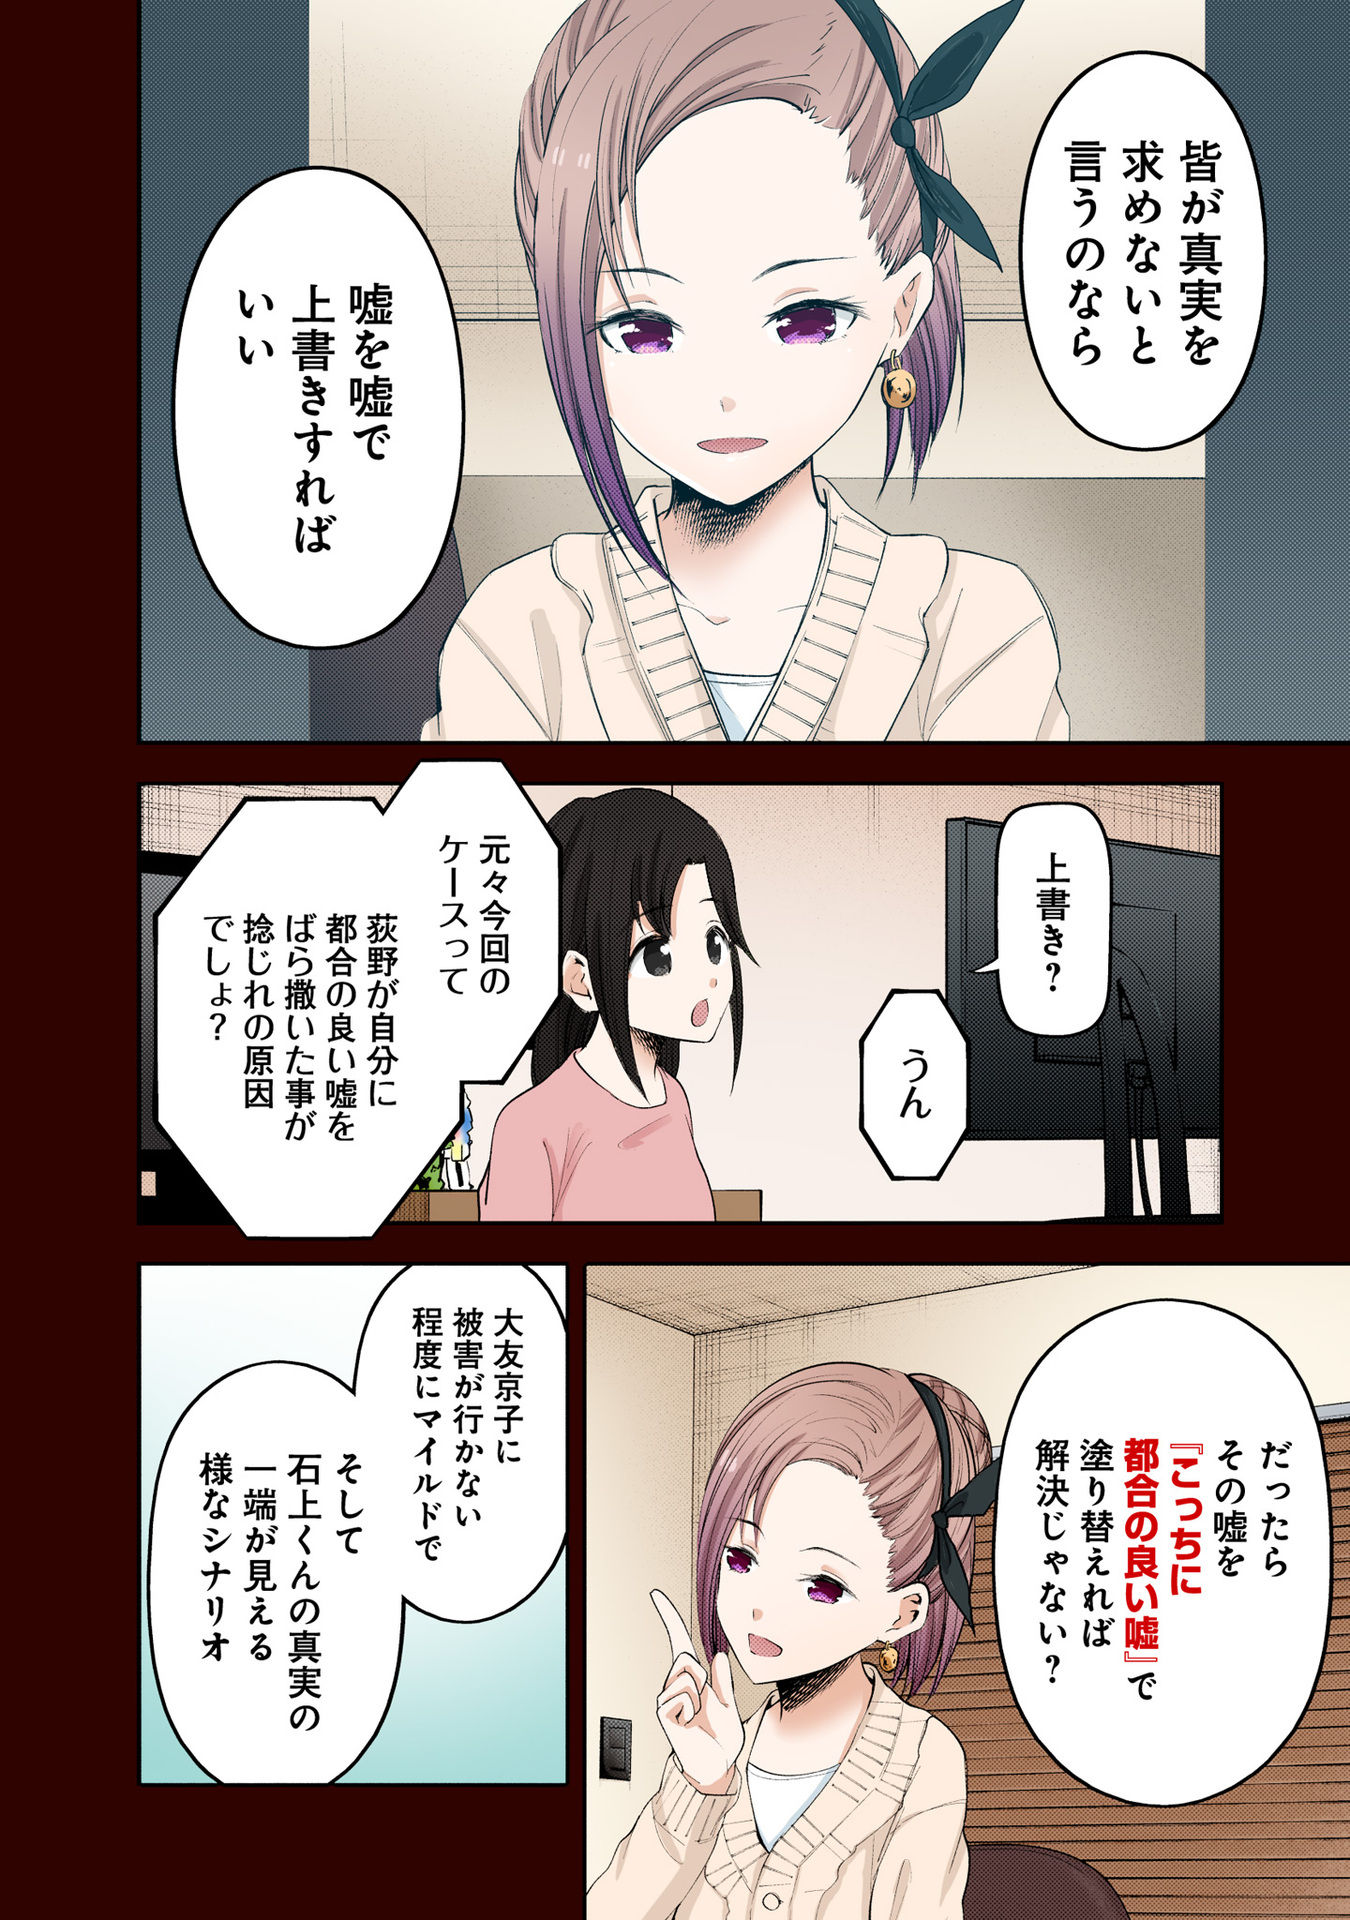 皆が真実を
求めないと
言うのなら
嘘を嘘で
上書きすれば
いい
上書き?
うん
元々今回の
ケースって
荻野が自分に
都合の良い嘘を
ばら撒いた事が
捻じれの原因
でしょ?
だったら
その嘘を
『こっちに
都合の良い嘘』で
塗り替えれば
解決じゃない?
大友京子に
被害が行かない
程度にマイルドで
そして
石上くんの真実の
一端が見える
様なシナリオ